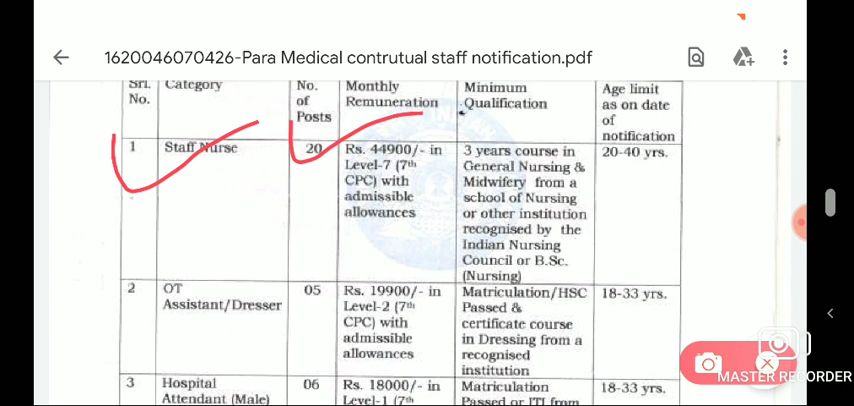 1620046070426-Para Medical contrutual staff notification.pdf
Srl. No. Category No. of Posts Monthly Remuneration Minimum Qualification Age limit as on date of notification
1 Staff Nurse 20 Rs. 44900/- in 3 years course in 20-40 yrs.
Level-7 (7th General Nursing &
CPC) with Midwifery from a
admissible school of Nursing
allowances or other institution
recognised by the
Indian Nursing
Council or B.Sc.
(Nursing)
2 OT 05 Rs. 19900/- in Matriculation/HSC 18-33 yrs.
Assistant/Dresser Level-2 (7th Passed &
CPC) with certificate course
admissible in Dressing from a
allowances recognised
institution
3 Hospital 06 Rs. 18000/- in Matriculation 18-33 yrs.
Attendant (Male) Level-1 (7th Passed or ITI from
MASTER RECORDER